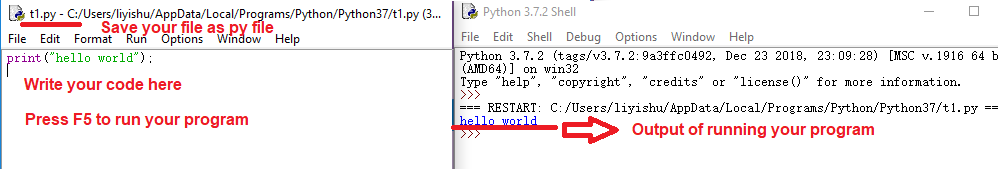 t1.py - C:/Users/liyishu/AppData/Local/Programs/Python/Python37/t1.py (3...
Save your file as py file
File Edit Format Run Options Window Help
print("hello world");
Write your code here
Press F5 to run your program
Python 3.7.2 Shell
File Edit Shell Debug Options Window Help
Python 3.7.2 (tags/v3.7.2:9a3ffc0492, Dec 23 2018, 23:09:28) [MSC v.1916 64 b
(AMD64)] on win32
Type "help", "copyright", "credits" or "license()" for more information.
>>>
=== RESTART: C:/Users/liyishu/AppData/Local/Programs/Python/Python37/t1.py ==
hello world
>>>
Output of running your program